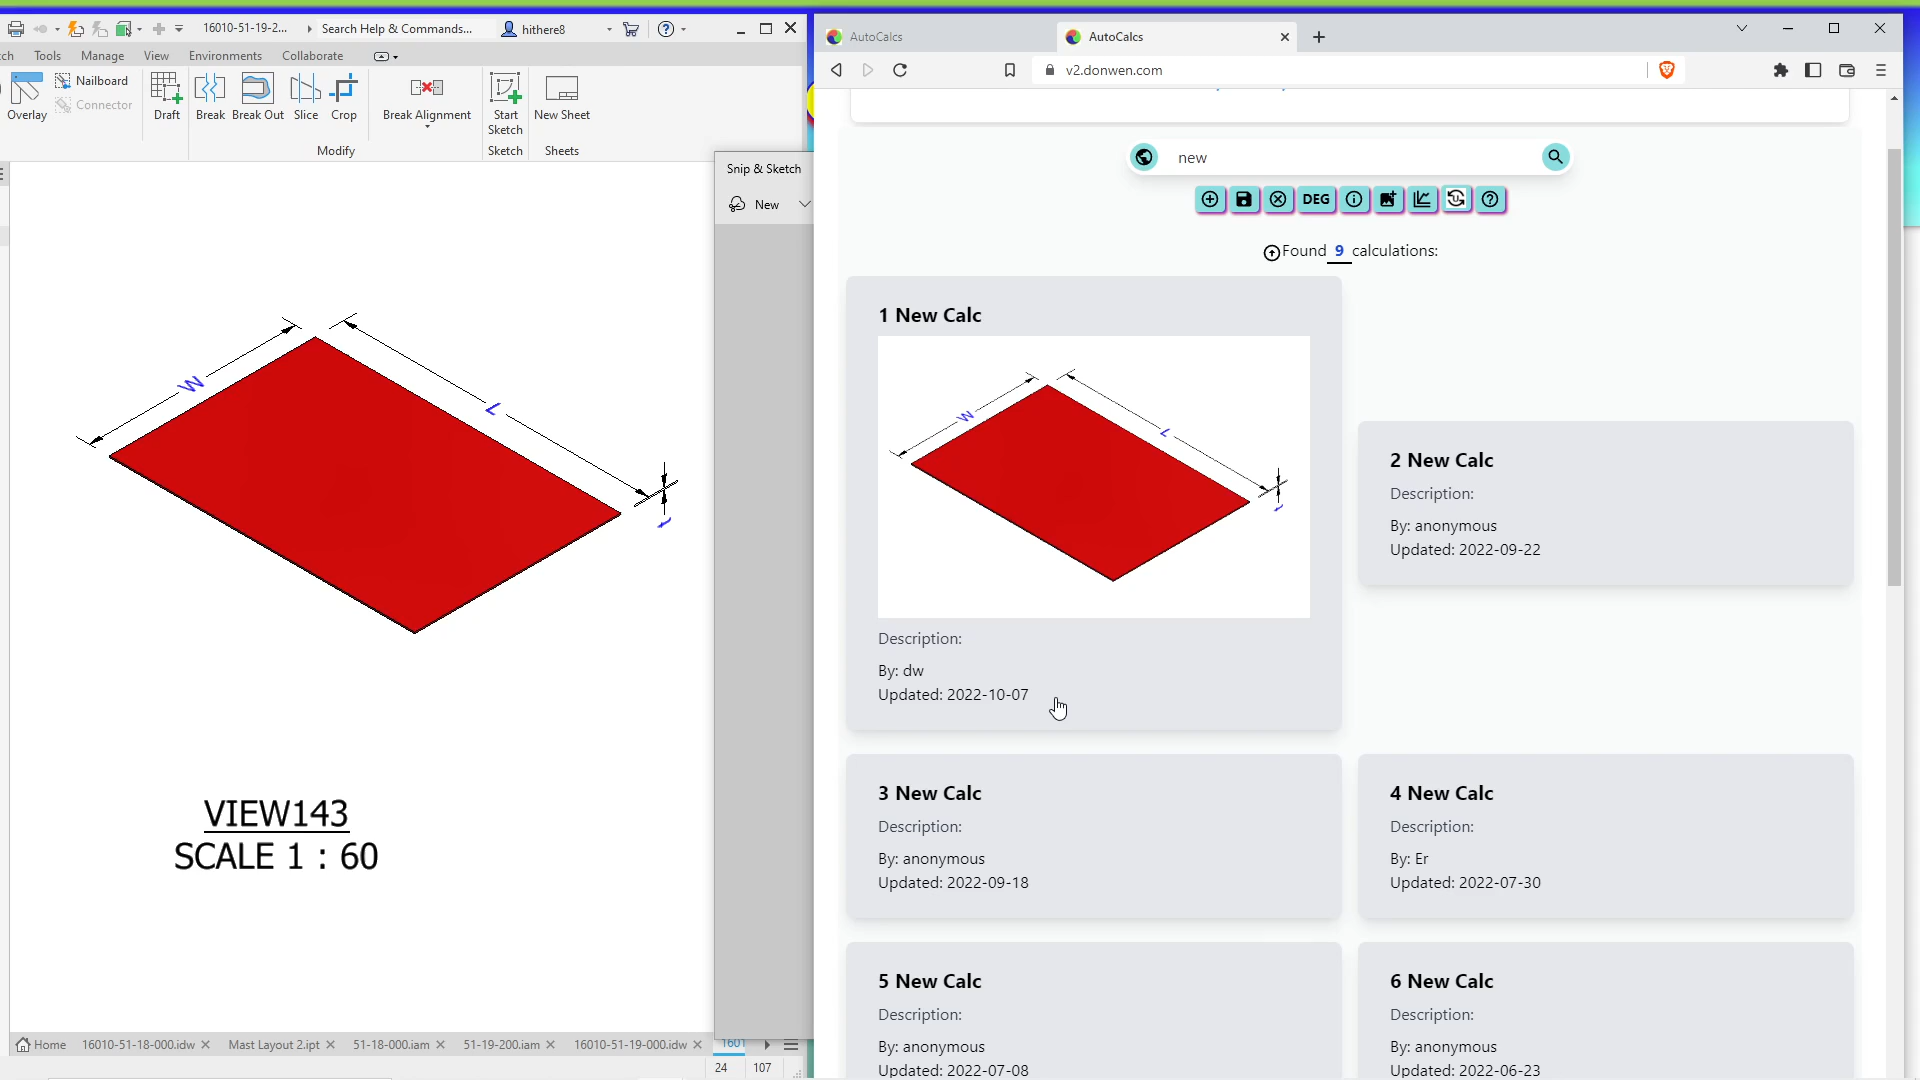 16010-51-19-2...
Search Help & Commands...
hithere8
ch
Tools
Manage
View
Environments
Collaborate
Overlay
Nailboard
Connector
Draft
Break
Break Out
Slice
Crop
Break Alignment
Start
Sketch
New Sheet
Modify
Sketch
Sheets
Snip & Sketch
New
W
L
t
VIEW143
SCALE 1 : 60
Home
16010-51-18-000.idw
Mast Layout 2.ipt
51-18-000.iam
51-19-200.iam
16010-51-19-000.idw
1601
24
107
AutoCalcs
AutoCalcs
v2.donwen.com
new
DEG
Found 9 calculations:
1 New Calc
W
L
t
Description:
By: dw
Updated: 2022-10-07
2 New Calc
Description:
By: anonymous
Updated: 2022-09-22
3 New Calc
Description:
By: anonymous
Updated: 2022-09-18
4 New Calc
Description:
By: Er
Updated: 2022-07-30
5 New Calc
Description:
By: anonymous
Updated: 2022-07-08
6 New Calc
Description:
By: anonymous
Updated: 2022-06-23